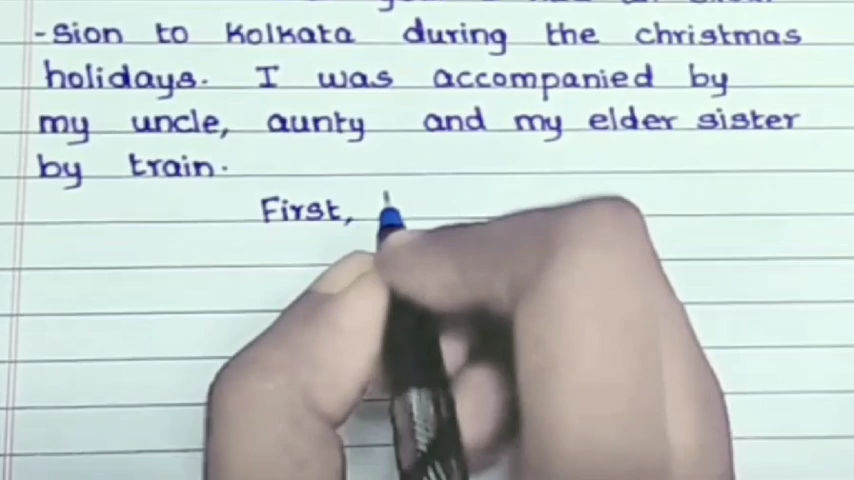 -sion to Kolkata during the christmas
holidays. I was accompanied by
my uncle, aunty and my elder sister
by train.
First,